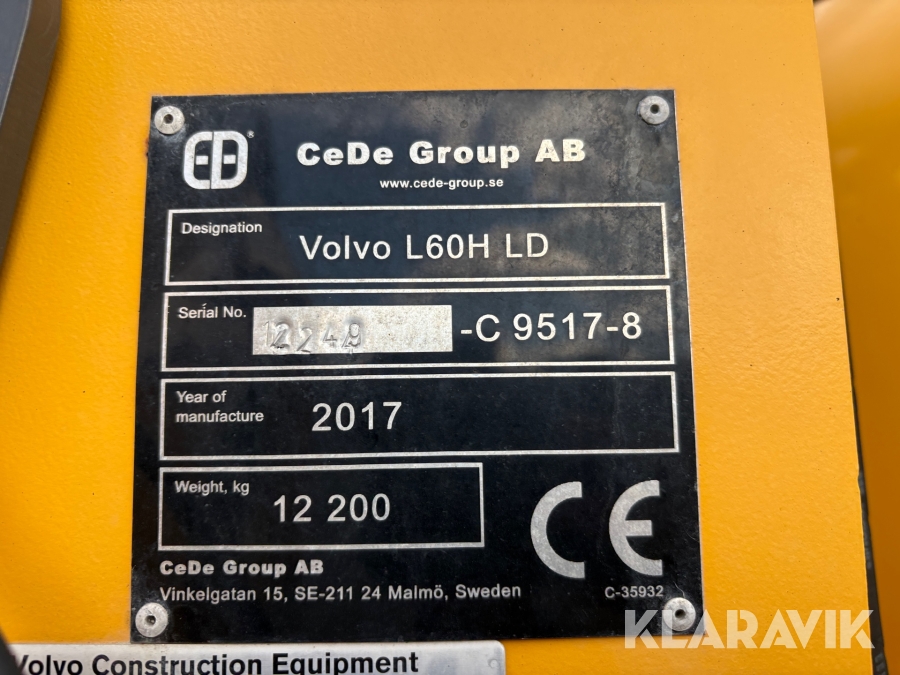 CeDe Group AB
www.cede-group.se
Designation
Volvo L60H LD
Serial No. 12249 -C 9517-8
Year of
manufacture
2017
Weight, kg
12 200
CE
CeDe Group AB
Vinkelgatan 15, SE-211 24 Malmö, Sweden
C-35932
KLARAVIK
Volvo Construction Equipment